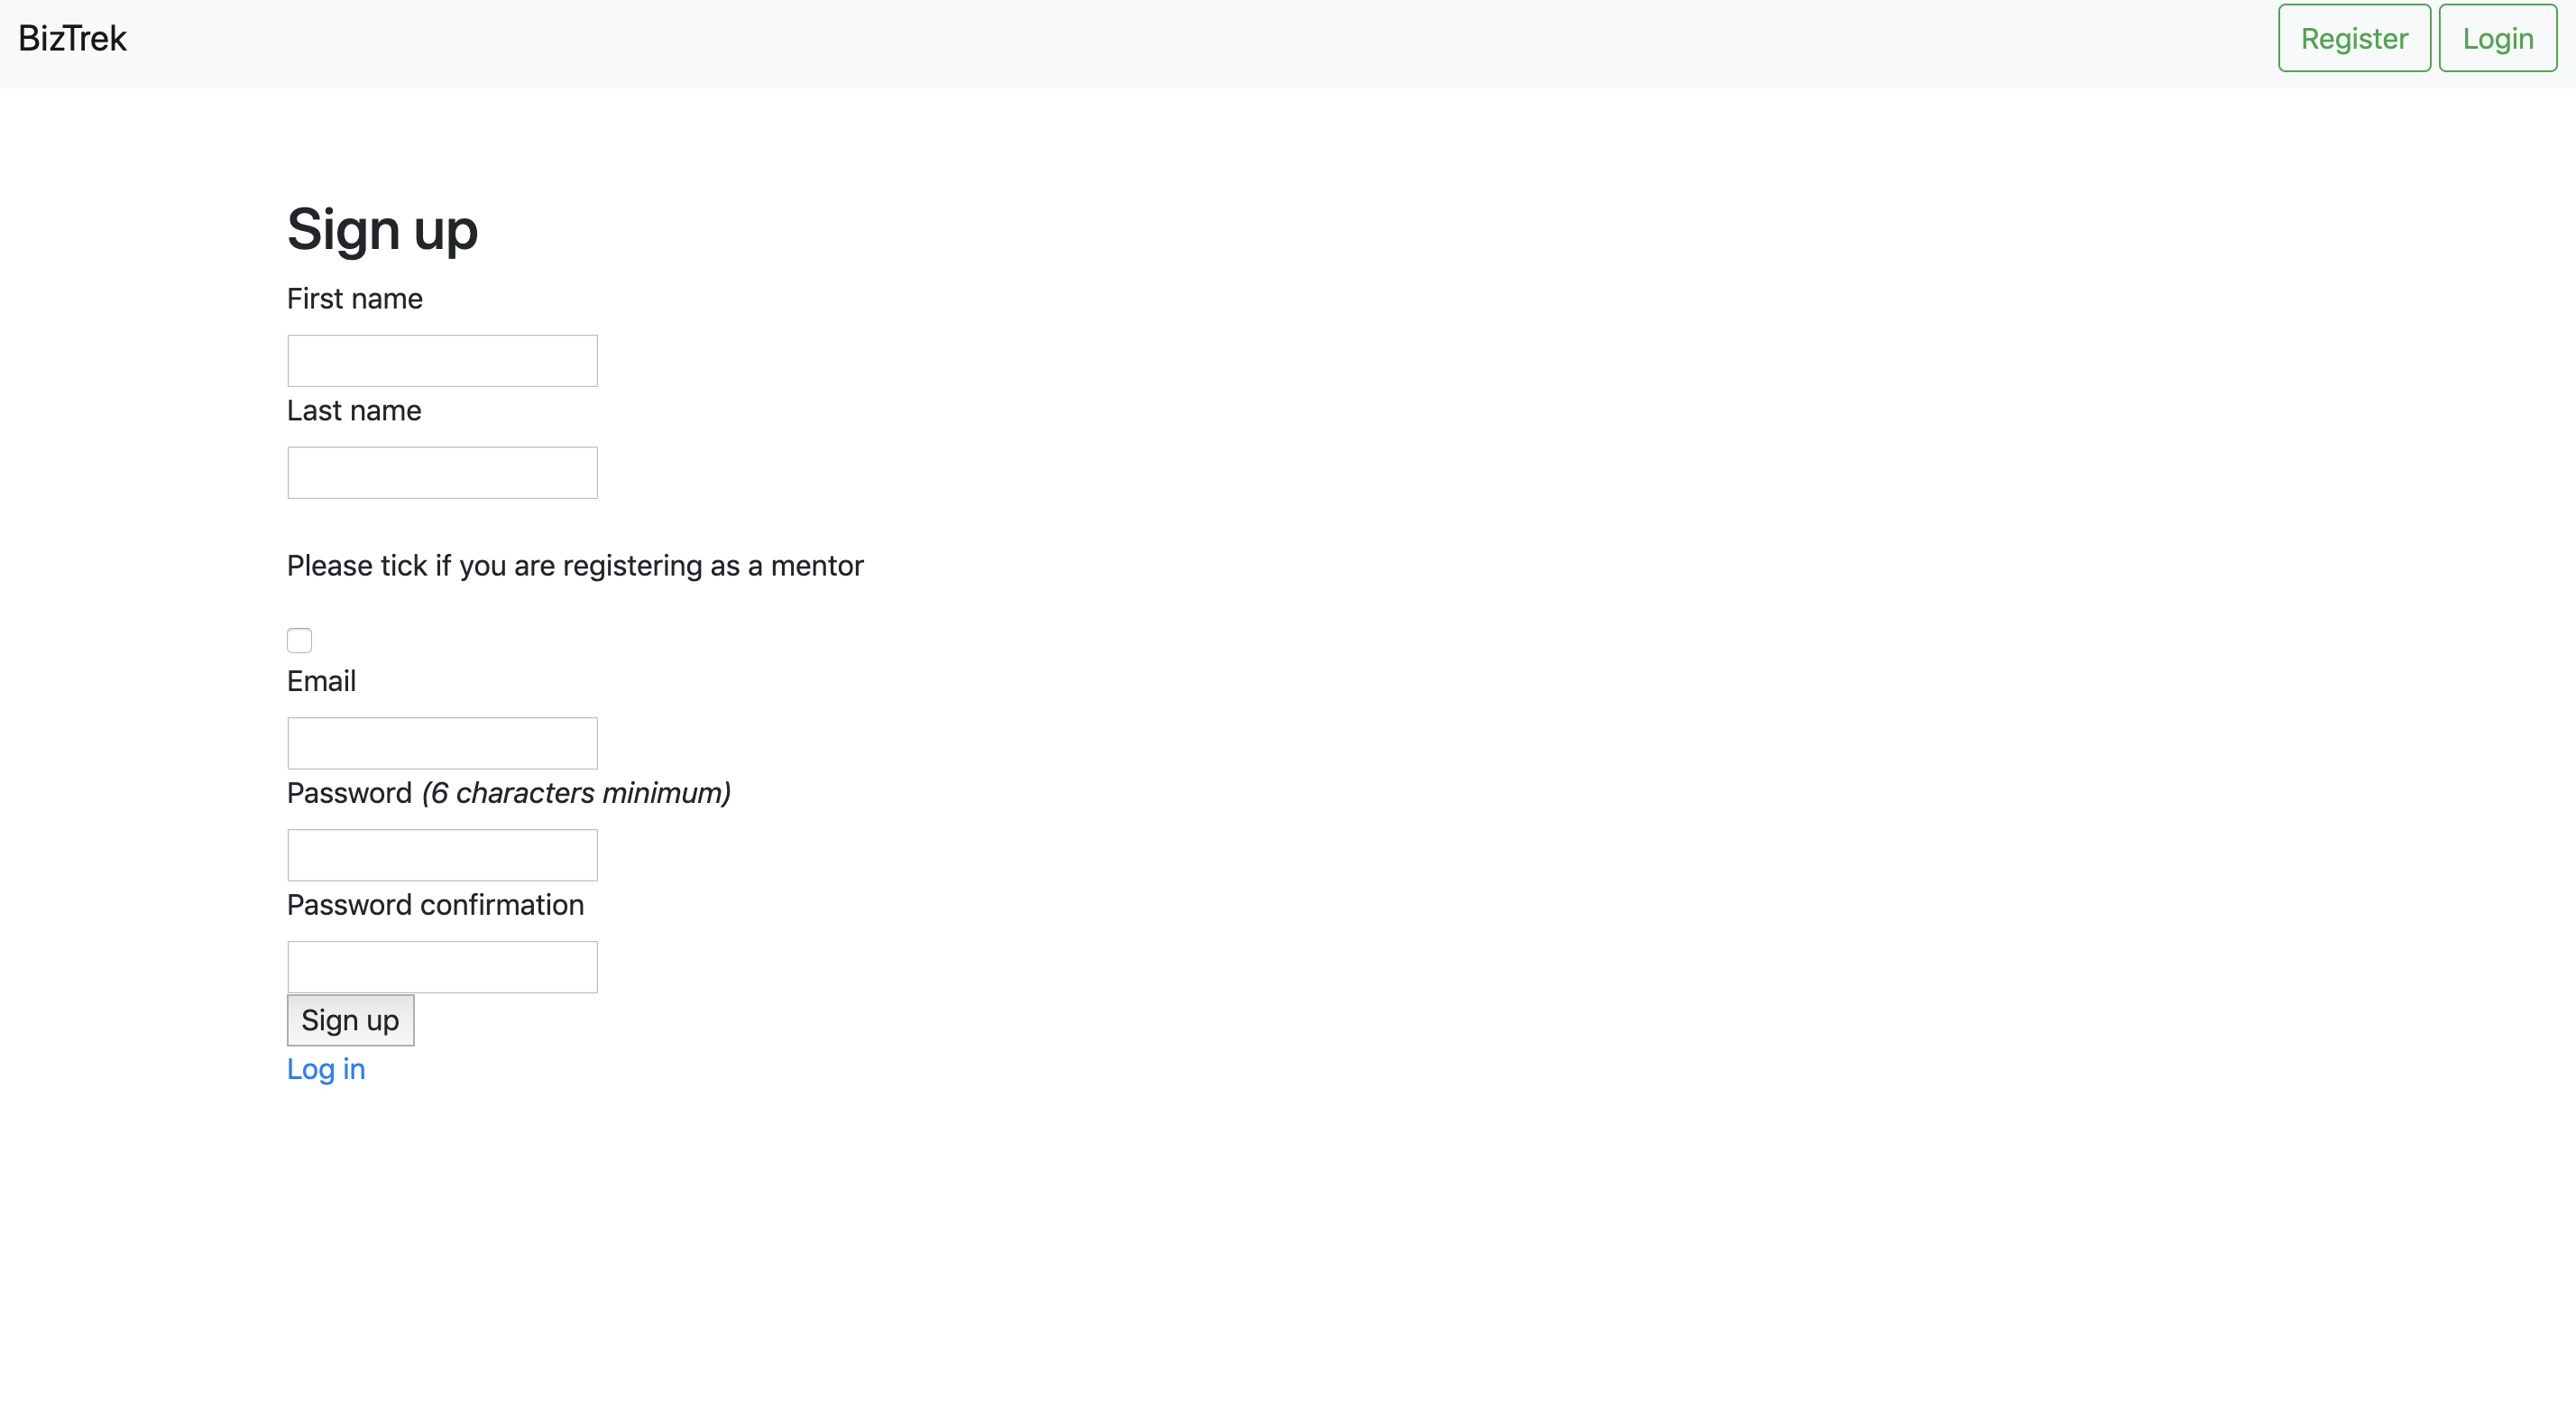 BizTrek
Register
Login
Sign up
First name
Last name
Please tick if you are registering as a mentor
Email
Password (6 characters minimum)
Password confirmation
Sign up
Log in